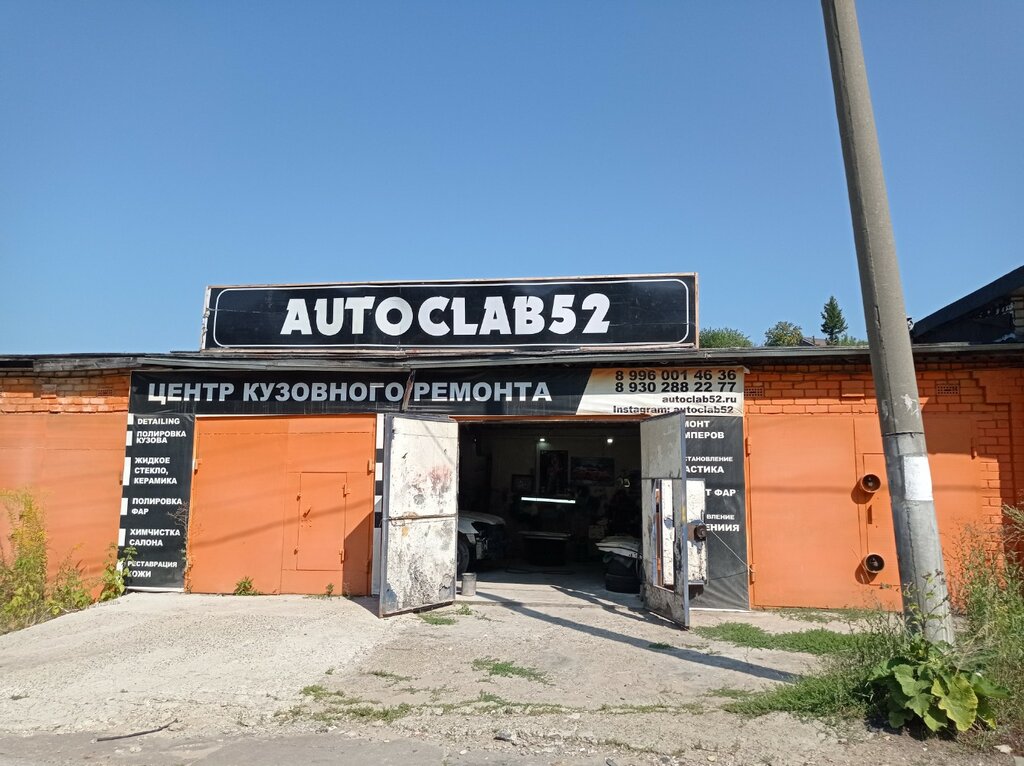 AUTOCLAB52
ЦЕНТР КУЗОВНОГО РЕМОНТА
8 996 001 46 36
8 930 288 22 77
autoclab52.ru
Instagram: autoclab52
DETAILING
ПОЛИРОВКА
КУЗОВА
ЖИДКОЕ
СТЕКЛО,
КЕРАМИКА
ПОЛИРОВКА
ФАР
ХИМЧИСТКА
САЛОНА
РЕСТАВРАЦИЯ
КОЖИ
ФАР